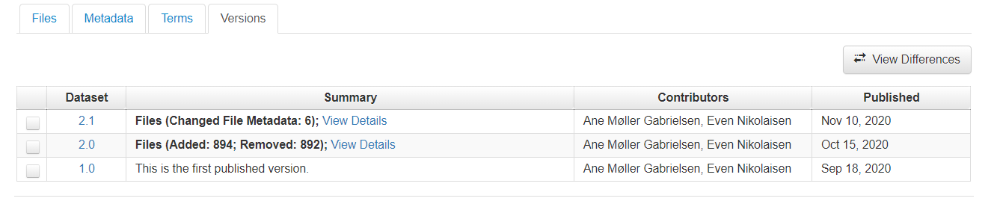 Files Metadata Terms Versions
View Differences
Dataset Summary Contributors Published
2.1 Files (Changed File Metadata: 6); View Details Ane Møller Gabrielsen, Even Nikolaisen Nov 10, 2020
2.0 Files (Added: 894; Removed: 892); View Details Ane Møller Gabrielsen, Even Nikolaisen Oct 15, 2020
1.0 This is the first published version. Ane Møller Gabrielsen, Even Nikolaisen Sep 18, 2020